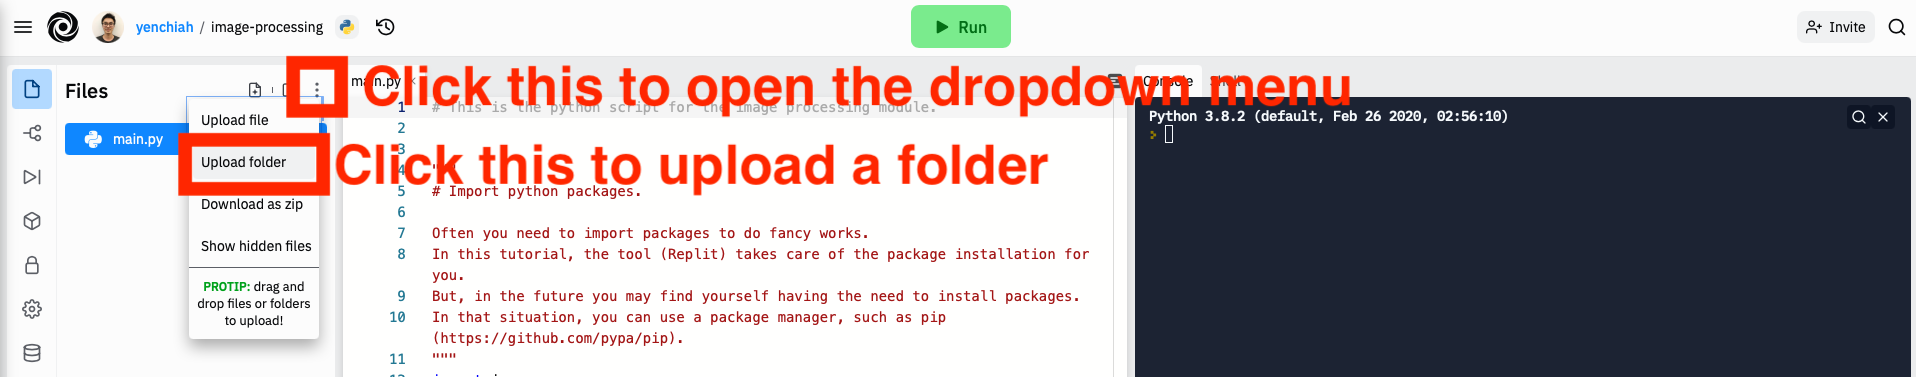 yenchiah / image-processing
Run
Invite
Files
main.py
Upload file
Upload folder
Download as zip
Show hidden files
PROTIP: drag and
drop files or folders
to upload!
main.py
Click this to open the dropdown menu
Click this to upload a folder
1 # This is the python script for the image processing module.
2
3
4 """
5 # Import python packages.
6
7 Often you need to import packages to do fancy works.
8 In this tutorial, the tool (Replit) takes care of the package installation for
you.
9 But, in the future you may find yourself having the need to install packages.
10 In that situation, you can use a package manager, such as pip
(https://github.com/pypa/pip).
11 """
Console
Shell
Python 3.8.2 (default, Feb 26 2020, 02:56:10)